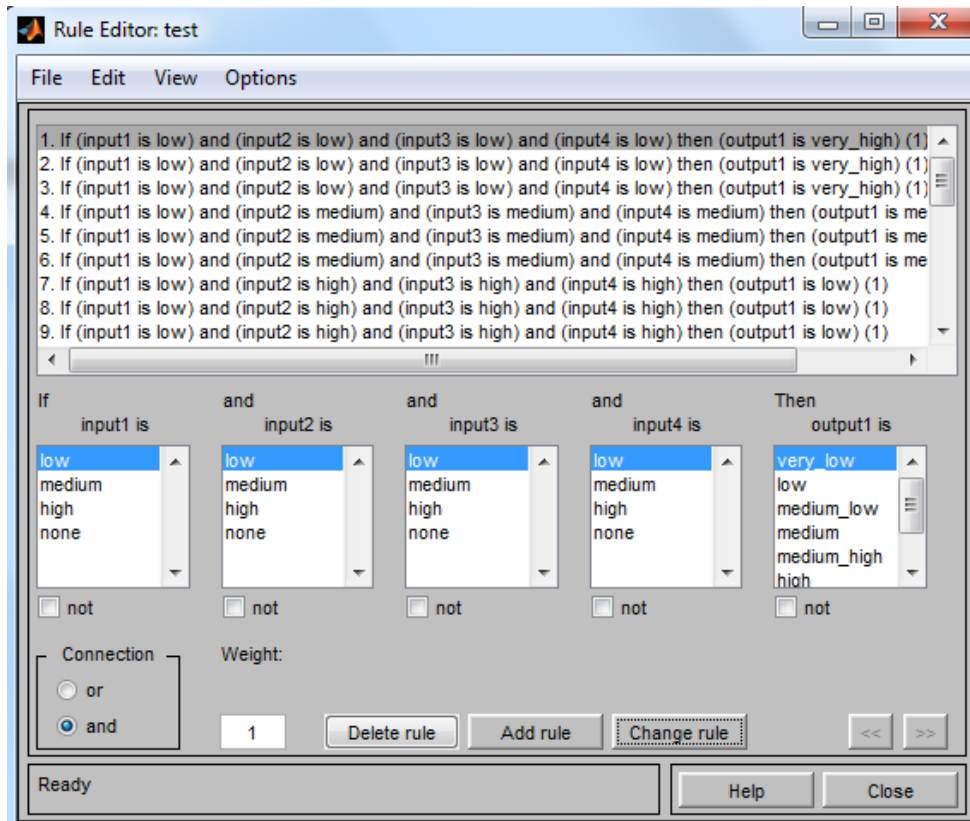 Rule Editor: test
File Edit View Options
1. If (input1 is low) and (input2 is low) and (input3 is low) and (input4 is low) then (output1 is very_high) (1)
2. If (input1 is low) and (input2 is low) and (input3 is low) and (input4 is low) then (output1 is very_high) (1)
3. If (input1 is low) and (input2 is low) and (input3 is low) and (input4 is low) then (output1 is very_high) (1)
4. If (input1 is low) and (input2 is medium) and (input3 is medium) and (input4 is medium) then (output1 is me
5. If (input1 is low) and (input2 is medium) and (input3 is medium) and (input4 is medium) then (output1 is me
6. If (input1 is low) and (input2 is medium) and (input3 is medium) and (input4 is medium) then (output1 is me
7. If (input1 is low) and (input2 is high) and (input3 is high) and (input4 is high) then (output1 is low) (1)
8. If (input1 is low) and (input2 is high) and (input3 is high) and (input4 is high) then (output1 is low) (1)
9. If (input1 is low) and (input2 is high) and (input3 is high) and (input4 is high) then (output1 is low) (1)
If and and and Then
input1 is input2 is input3 is input4 is output1 is
low low low low very_low
medium medium medium medium low
high high high high medium_low
none none none none medium
medium_high
high
not not not not not
Connection Weight:
or
and 1 Delete rule Add rule Change rule << >>
Ready Help Close